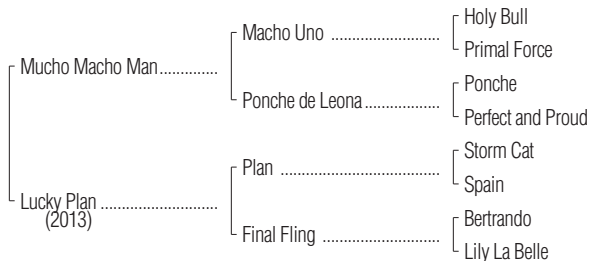 Holy Bull
Macho Uno ....................
Primal Force
Mucho Macho Man.............
Ponche
Ponche de Leona..............
Perfect and Proud
Storm Cat
Plan ..............................
Spain
Lucky Plan ........................
(2013)
Bertrando
Final Fling ......................
Lily La Belle